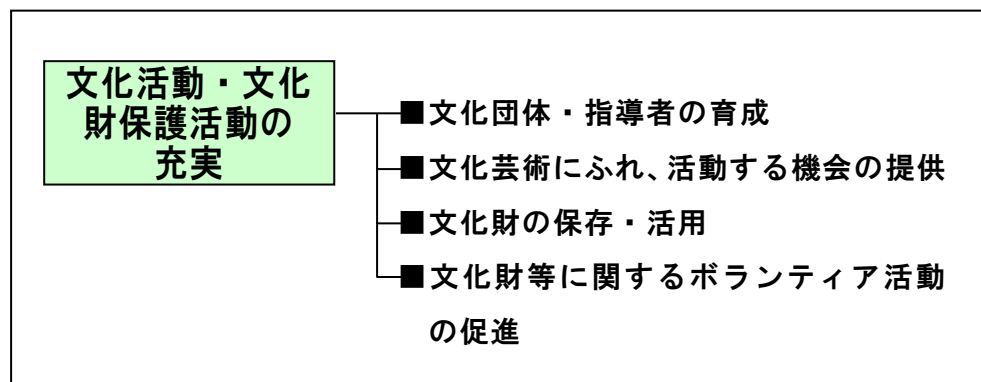 文化活動・文化
財保護活動の
充実
■文化団体・指導者の育成
■文化芸術にふれ、活動する機会の提供
■文化財の保存・活用
■文化財等に関するボランティア活動
の促進